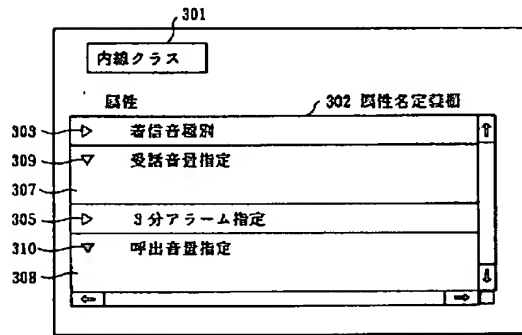 301
内線クラス
属性
302 属性名定義欄
303 ▷ 着信音種別
309 ▽ 受話音量指定
307
305 ▷ 3分アラーム指定
310 ▽ 呼出音量指定
308